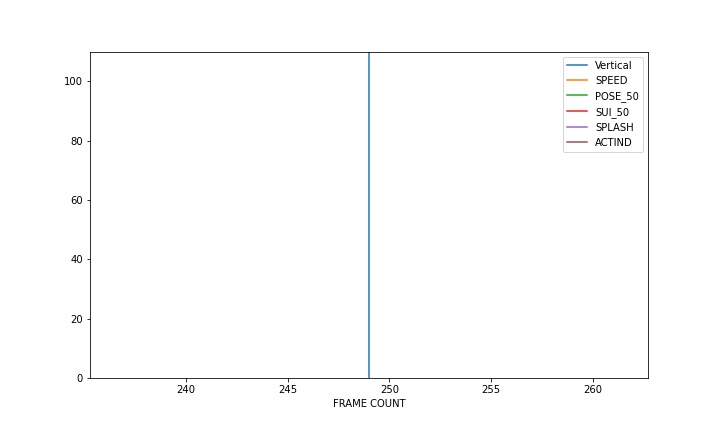 100
80
60
40
20
0
240 245 250 255 260
FRAME COUNT
Vertical
SPEED
POSE_50
SUI_50
SPLASH
ACTIND